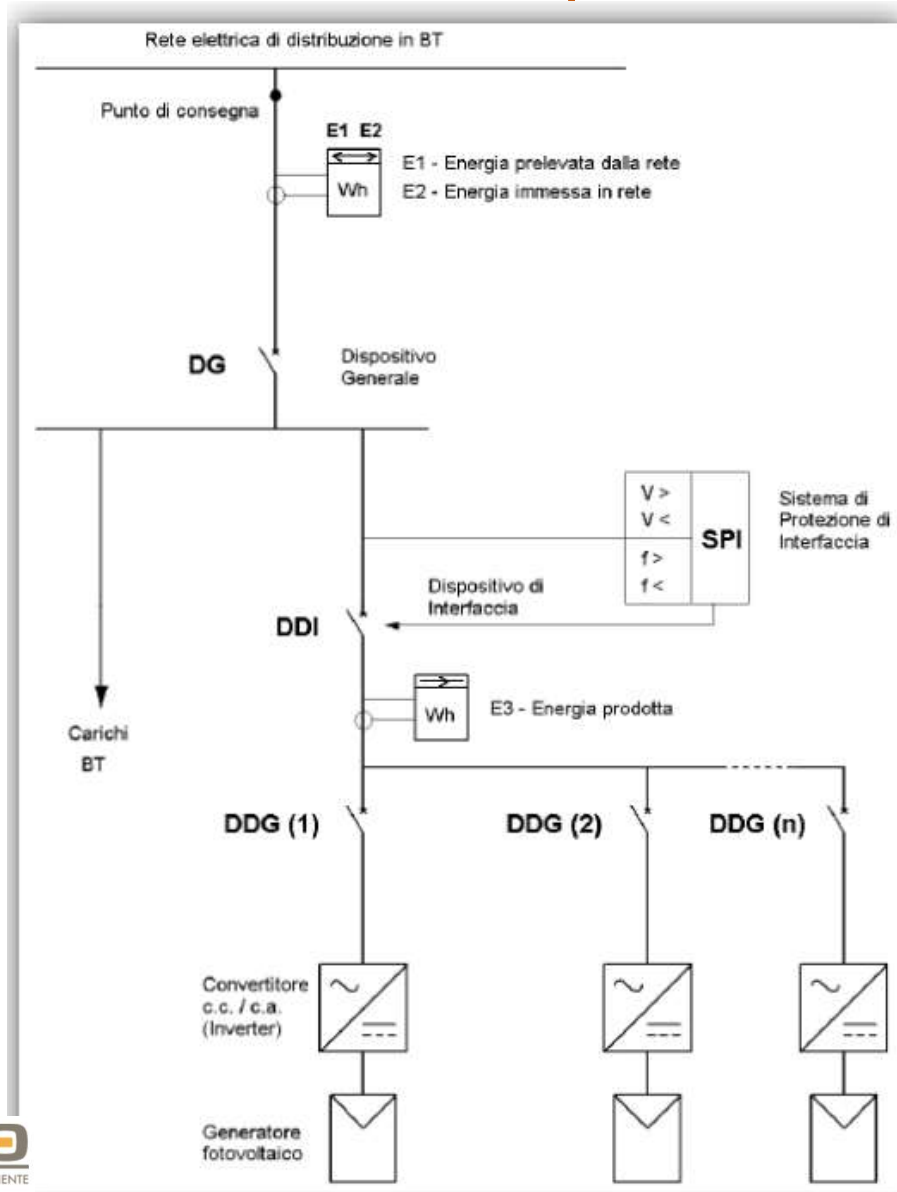 Rete elettrica di distribuzione in BT
Punto di consegna
E1 E2
Wh
E1 - Energia prelevata dalla rete
E2 - Energia immessa in rete
DG
Dispositivo
Generale
V >
V <
f >
f <
SPI
Sistema di
Protezione di
Interfaccia
Dispositivo di
Interfaccia
DDI
Wh
E3 - Energia prodotta
Carichi
BT
DDG (1)
DDG (2)
DDG (n)
Convertitore
c.c. / c.a.
(Inverter)
Generatore
fotovoltaico